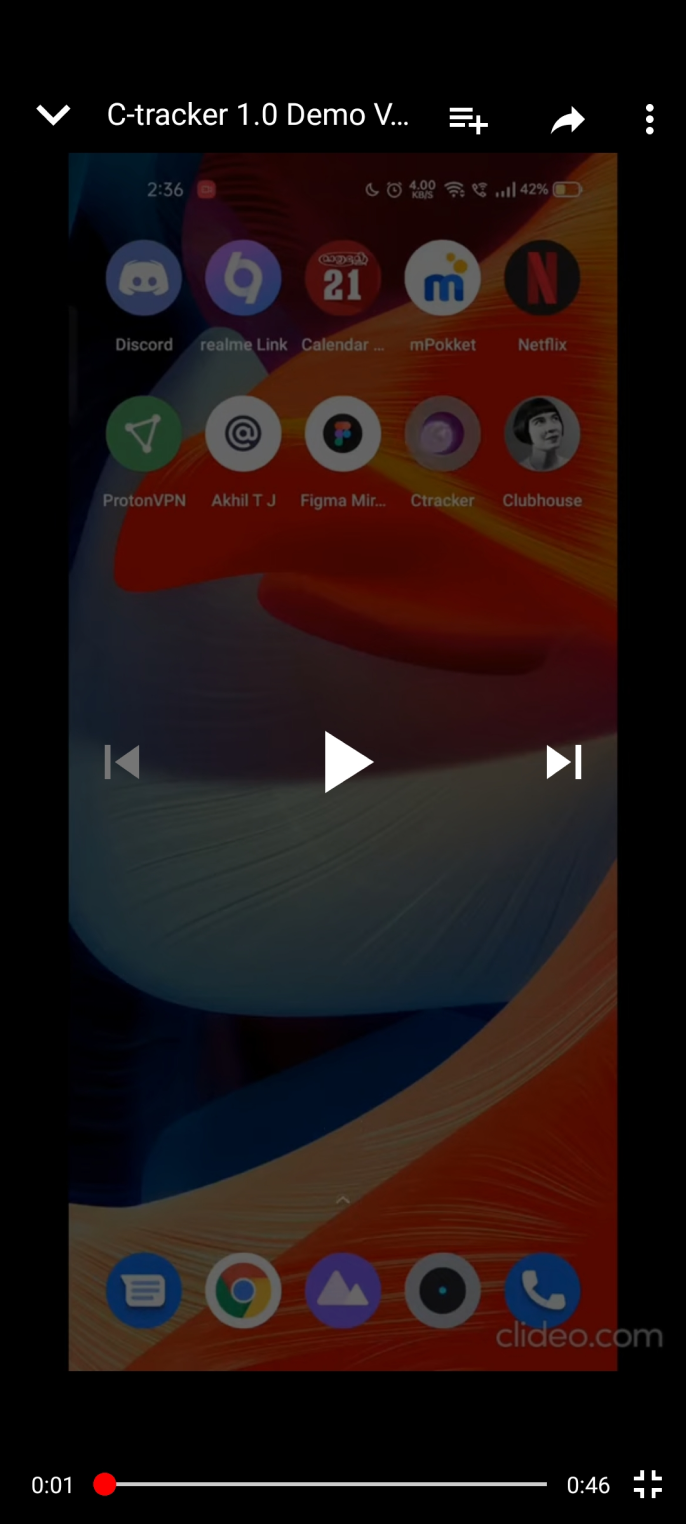 C-tracker 1.0 Demo V...
2:36
4.00
KB/S
42%
മാതൃഭൂമി
21
m
N
Discord
realme Link
Calendar ...
mPokket
Netflix
ProtonVPN
Akhil T J
Figma Mir...
Ctracker
Clubhouse
clideo.com
0:01
0:46